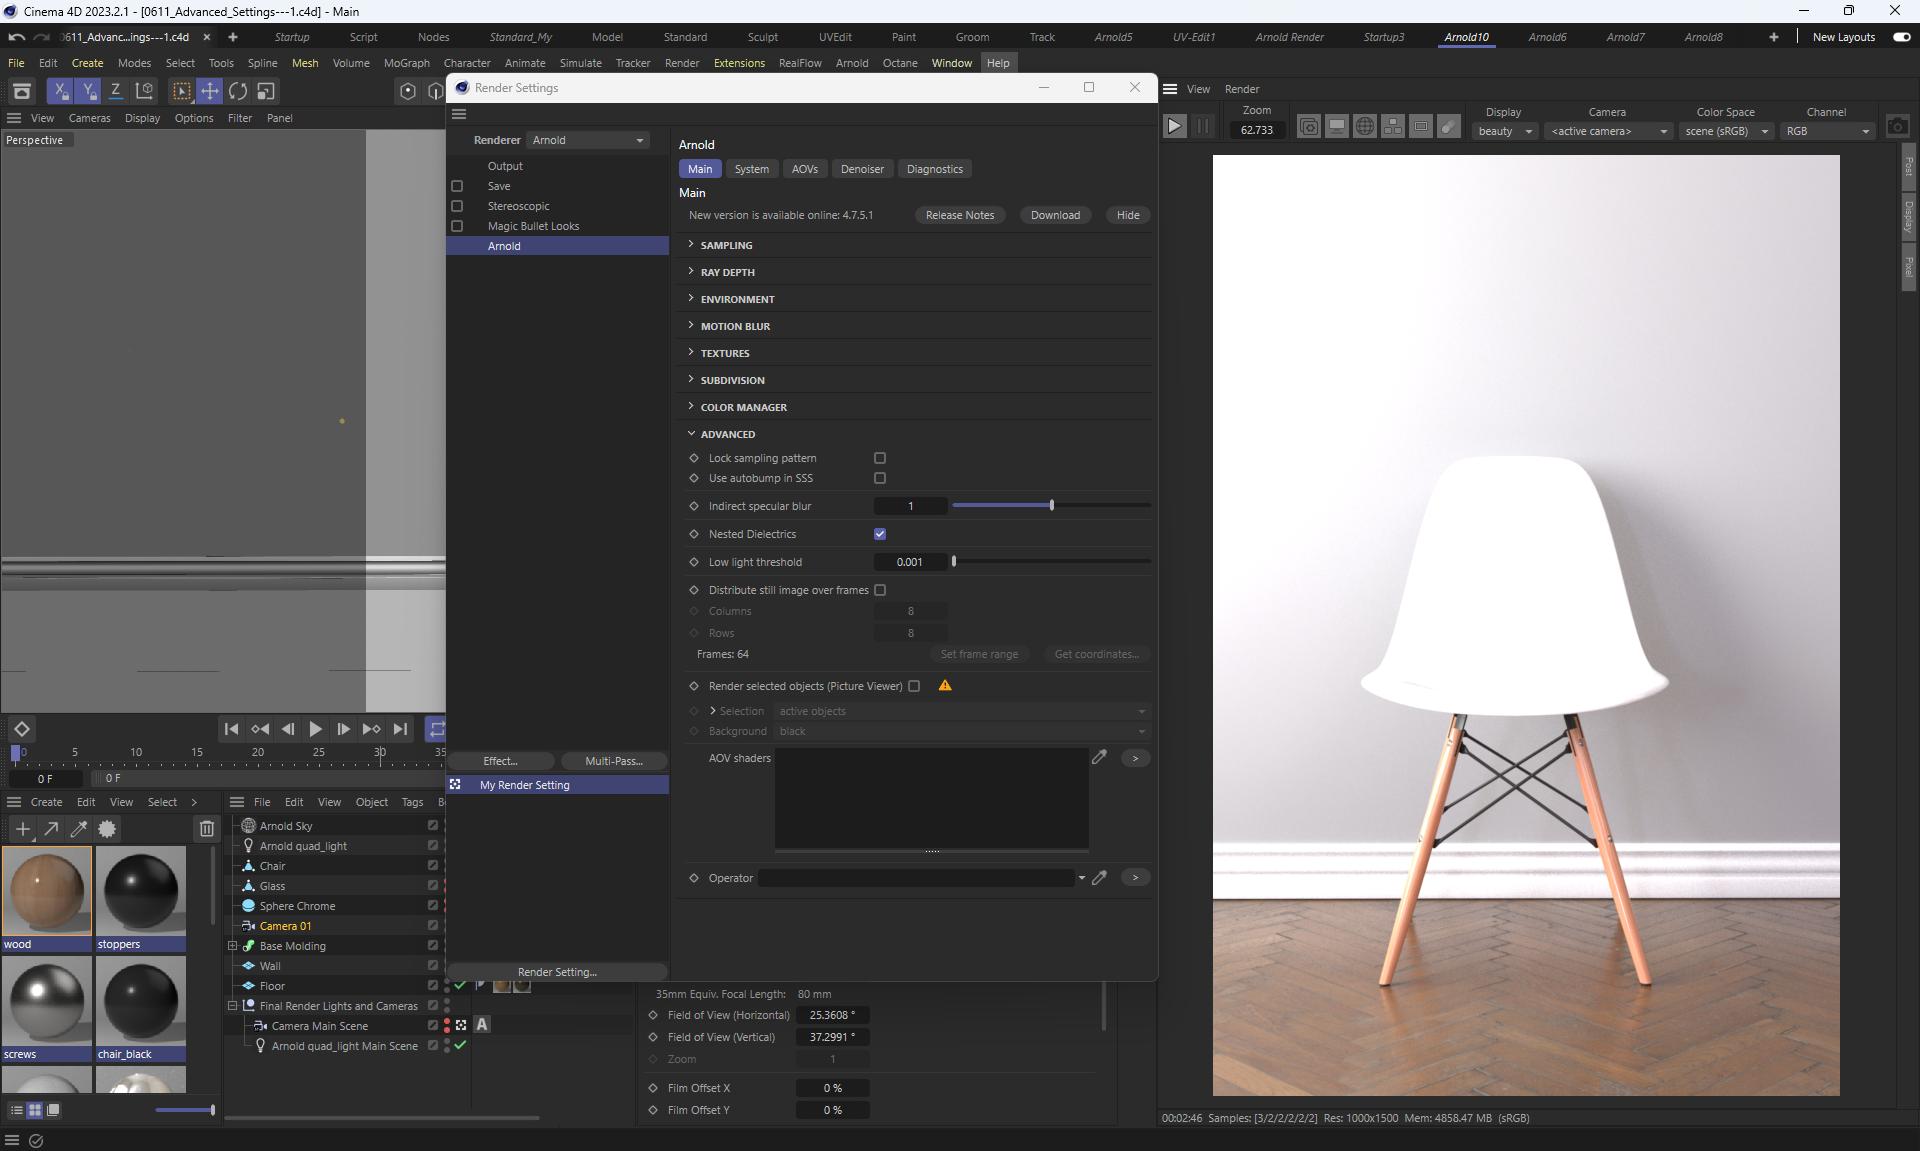 Cinema 4D 2023.2.1 - [0611_Advanced_Settings---1.c4d] - Main
611_Advanc...ings---1.c4d
Startup Script Nodes Standard_My Model Standard Sculpt UVEdit Paint Groom Track Arnold5 UV-Edit1 Arnold Render Startup3 Arnold10 Arnold6 Arnold7 Arnold8 New Layouts
File Edit Create Modes Select Tools Spline Mesh Volume MoGraph Character Animate Simulate Tracker Render Extensions RealFlow Arnold Octane Window Help
X Y Z
View Cameras Display Options Filter Panel
Perspective
Render Settings
Renderer Arnold
Output
Save
Stereoscopic
Magic Bullet Looks
Arnold
Effect... Multi-Pass...
My Render Setting
Render Setting...
Arnold
Main System AOVs Denoiser Diagnostics
Main
New version is available online: 4.7.5.1 Release Notes Download Hide
SAMPLING
RAY DEPTH
ENVIRONMENT
MOTION BLUR
TEXTURES
SUBDIVISION
COLOR MANAGER
ADVANCED
Lock sampling pattern
Use autobump in SSS
Indirect specular blur 1
Nested Dielectrics
Low light threshold 0.001
Distribute still image over frames
Columns 8
Rows 8
Frames: 64 Set frame range Get coordinates...
Render selected objects (Picture Viewer)
Selection active objects
Background black
AOV shaders >
Operator >
View Render
Zoom Display Camera Color Space Channel
62.733 beauty <active camera> scene (sRGB) RGB
Post
Display
Pixel
0 5 10 15 20 25 30 35
0 F 0 F
Create Edit View Select >
wood stoppers
screws chair_black
File Edit View Object Tags B
Arnold Sky
Arnold quad_light
Chair
Glass
Sphere Chrome
Camera 01
Base Molding
Wall
Floor
Final Render Lights and Cameras
Camera Main Scene A
Arnold quad_light Main Scene
35mm Equiv. Focal Length: 80 mm
Field of View (Horizontal) 25.3608 °
Field of View (Vertical) 37.2991 °
Zoom 1
Film Offset X 0 %
Film Offset Y 0 %
00:02:46 Samples: [3/2/2/2/2/2] Res: 1000x1500 Mem: 4858.47 MB (sRGB)